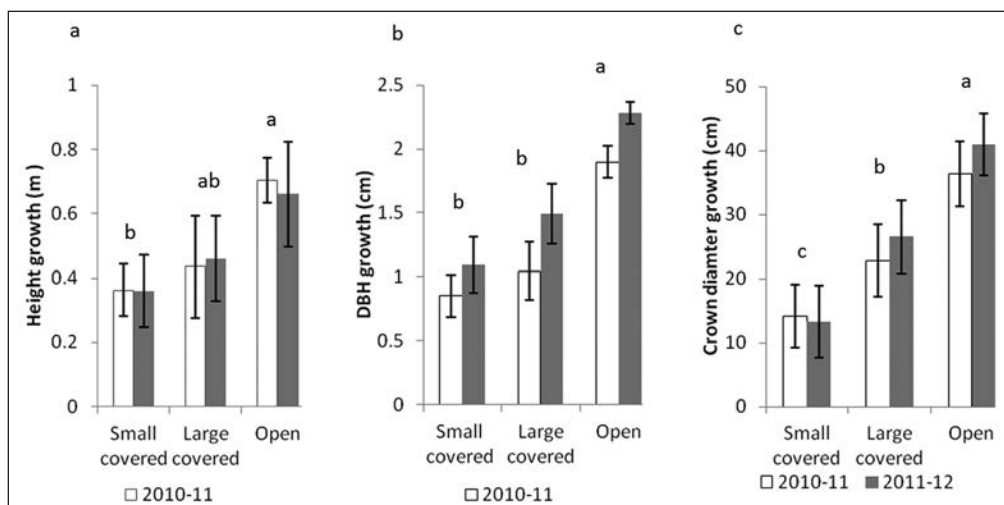 a
Height growth (m )
1
0.8
0.6
0.4
0.2
0
b
ab
a
Small covered
Large covered
Open
2010-11
b
DBH growth (cm)
2.5
2
1.5
1
0.5
0
b
b
a
Small covered
Large covered
Open
2010-11
c
Crown diamter growth (cm)
50
40
30
20
10
0
c
b
a
Small covered
Large covered
Open
2010-11
2011-12